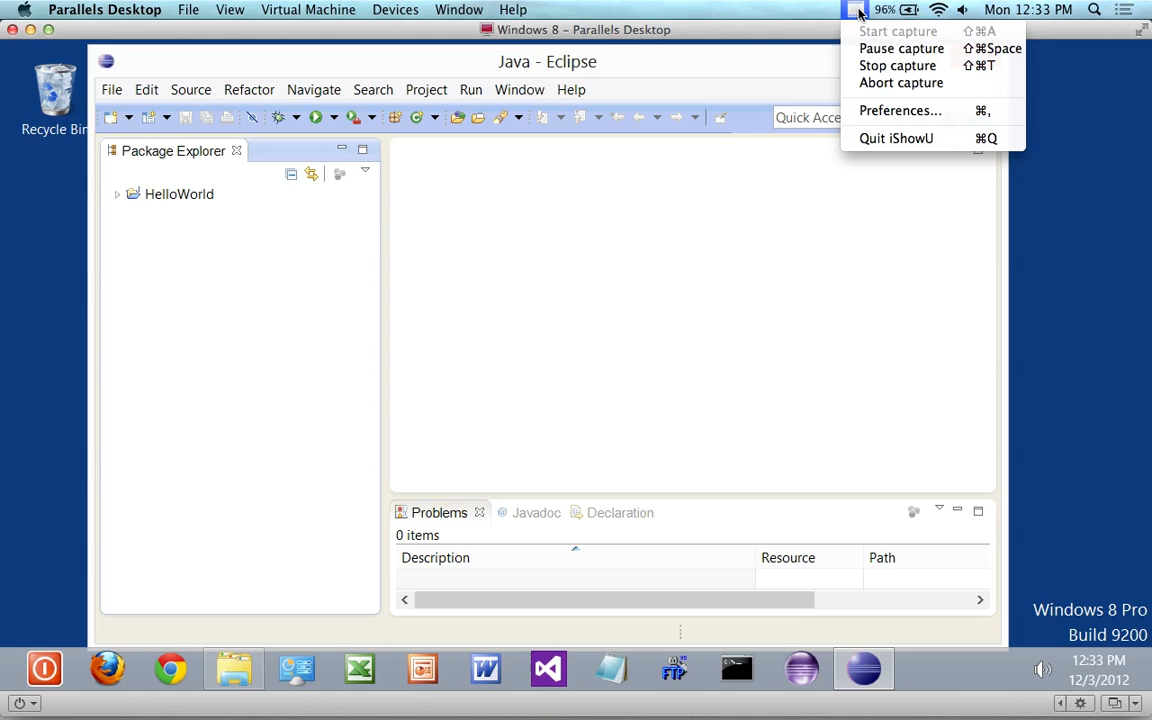 Parallels Desktop File View Virtual Machine Devices Window Help 96% Mon 12:33 PM
Windows 8 – Parallels Desktop
Start capture ⇧⌘A
Pause capture ⇧⌘Space
Stop capture ⇧⌘T
Abort capture
Preferences... ⌘,
Quit iShowU ⌘Q
Recycle Bin
Java - Eclipse
File Edit Source Refactor Navigate Search Project Run Window Help
Quick Acce
Package Explorer
HelloWorld
Problems @ Javadoc Declaration
0 items
Description Resource Path
Windows 8 Pro
Build 9200
FTP
12:33 PM
12/3/2012